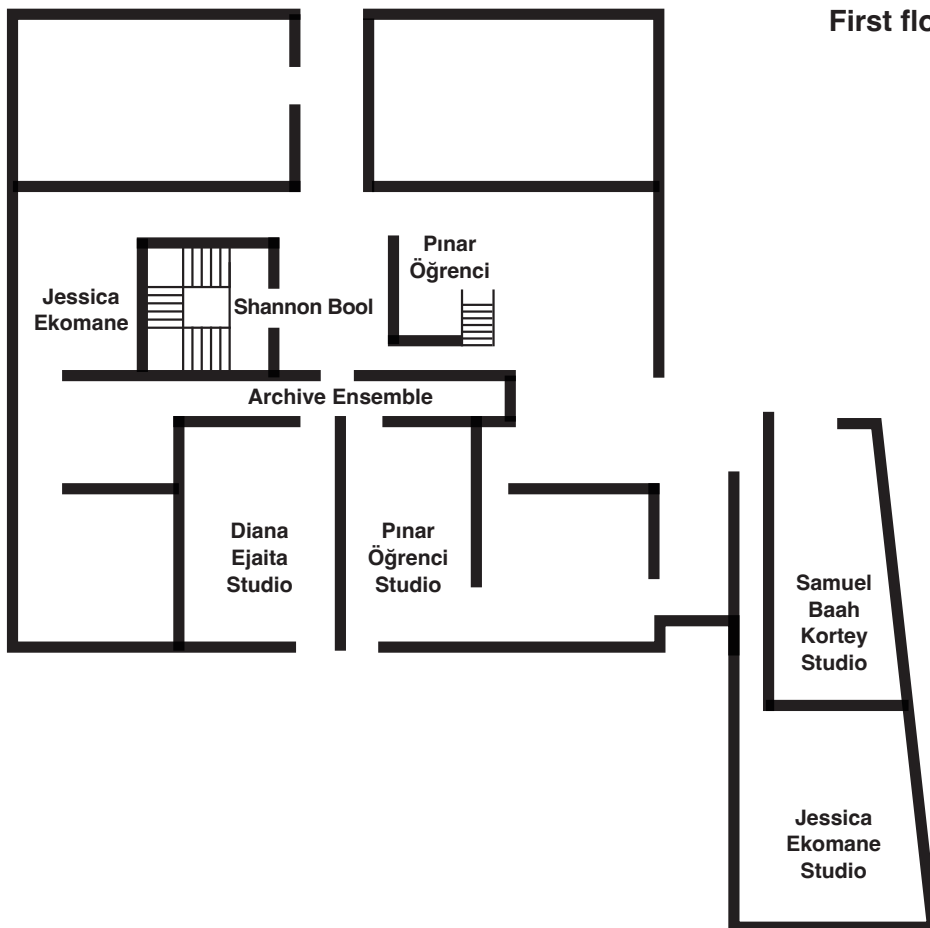 First flo
Pınar
Öğrenci
Jessica
Ekomane
Shannon Bool
Archive Ensemble
Diana
Ejaita
Studio
Pınar
Öğrenci
Studio
Samuel
Baah
Kortey
Studio
Jessica
Ekomane
Studio